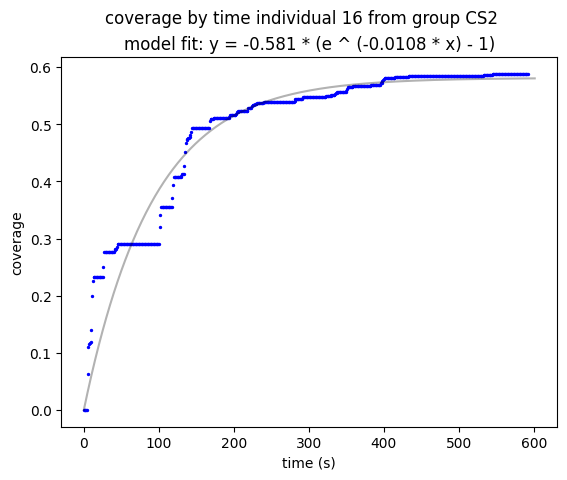 coverage by time individual 16 from group CS2
model fit: y = -0.581 * (e ^ (-0.0108 * x) - 1)
0.6
0.5
0.4
0.3
0.2
0.1
0.0
coverage
0 100 200 300 400 500 600
time (s)